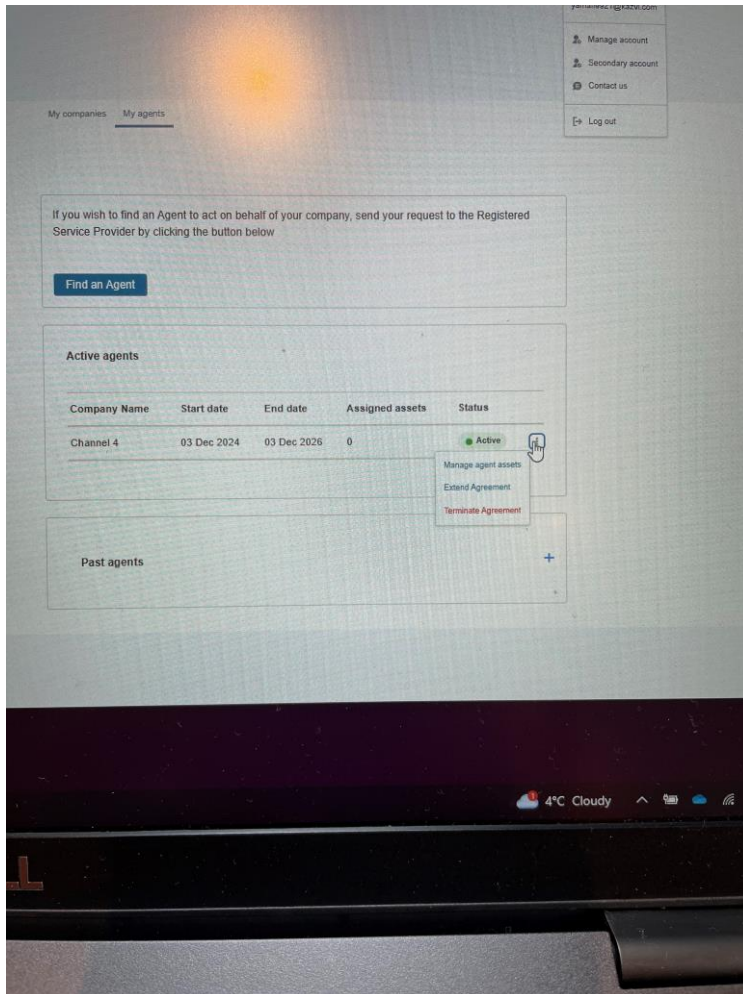 Manage account
Secondary account
Contact us
Log out
My companies My agents
If you wish to find an Agent to act on behalf of your company, send your request to the Registered
Service Provider by clicking the button below
Find an Agent
Active agents
Company Name Start date End date Assigned assets Status
Channel 4 03 Dec 2024 03 Dec 2026 0 Active
Manage agent assets
Extend Agreement
Terminate Agreement
Past agents +
1
4°C Cloudy